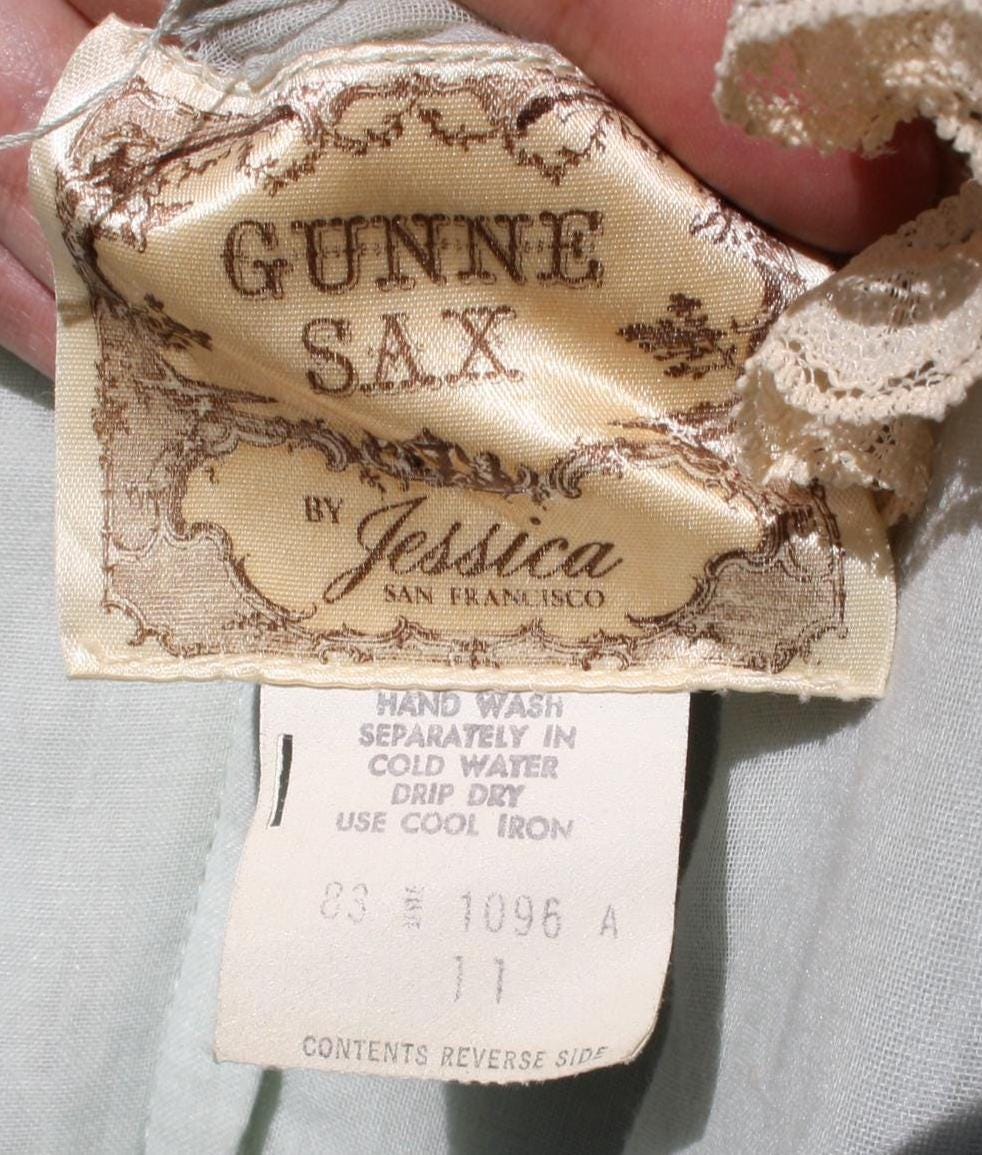 GUNNE
SAX
BY Jessica
SAN FRANCISCO
HAND WASH
SEPARATELY IN
COLD WATER
DRIP DRY
USE COOL IRON
83 1096 A
11
CONTENTS REVERSE SIDE